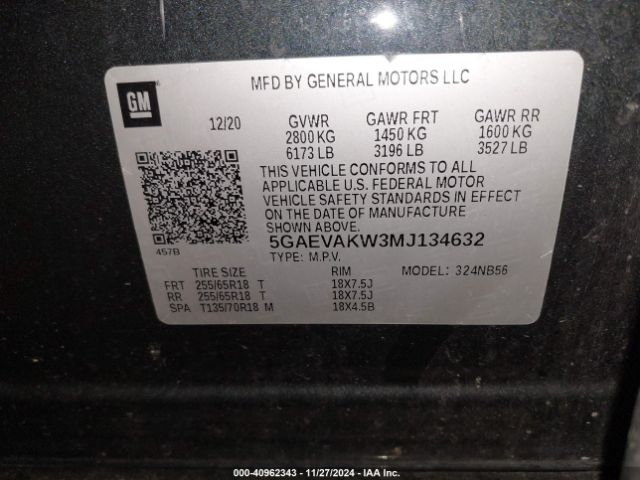 GM
MFD BY GENERAL MOTORS LLC
12/20 GVWR GAWR FRT GAWR RR
2800 KG 1450 KG 1600 KG
6173 LB 3196 LB 3527 LB
THIS VEHICLE CONFORMS TO ALL
APPLICABLE U.S. FEDERAL MOTOR
VEHICLE SAFETY STANDARDS IN EFFECT
ON THE DATE OF MANUFACTURE
SHOWN ABOVE.
457B
5GAEVAKW3MJ134632
TYPE: M.P.V.
TIRE SIZE RIM MODEL: 324NB56
FRT 255/65R18 T 18X7.5J
RR 255/65R18 T 18X7.5J
SPA T135/70R18 M 18X4.5B
000-40962343 - 11/27/2024 - IAA Inc.